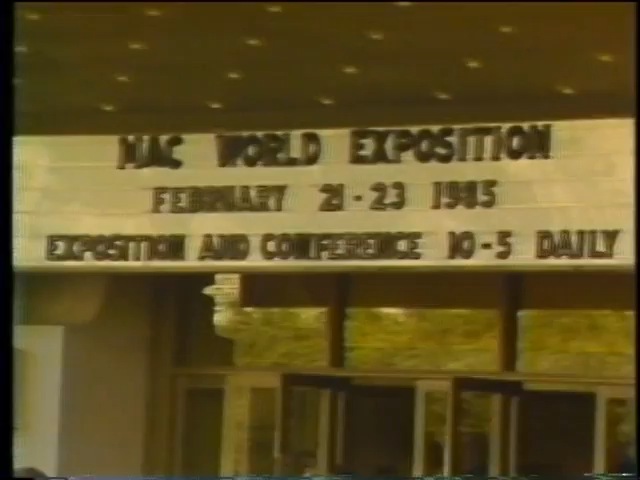 MAC WORLD EXPOSITION
FEBRUARY 21-23 1985
EXPOSITION AND CONFERENCE 10-5 DAILY